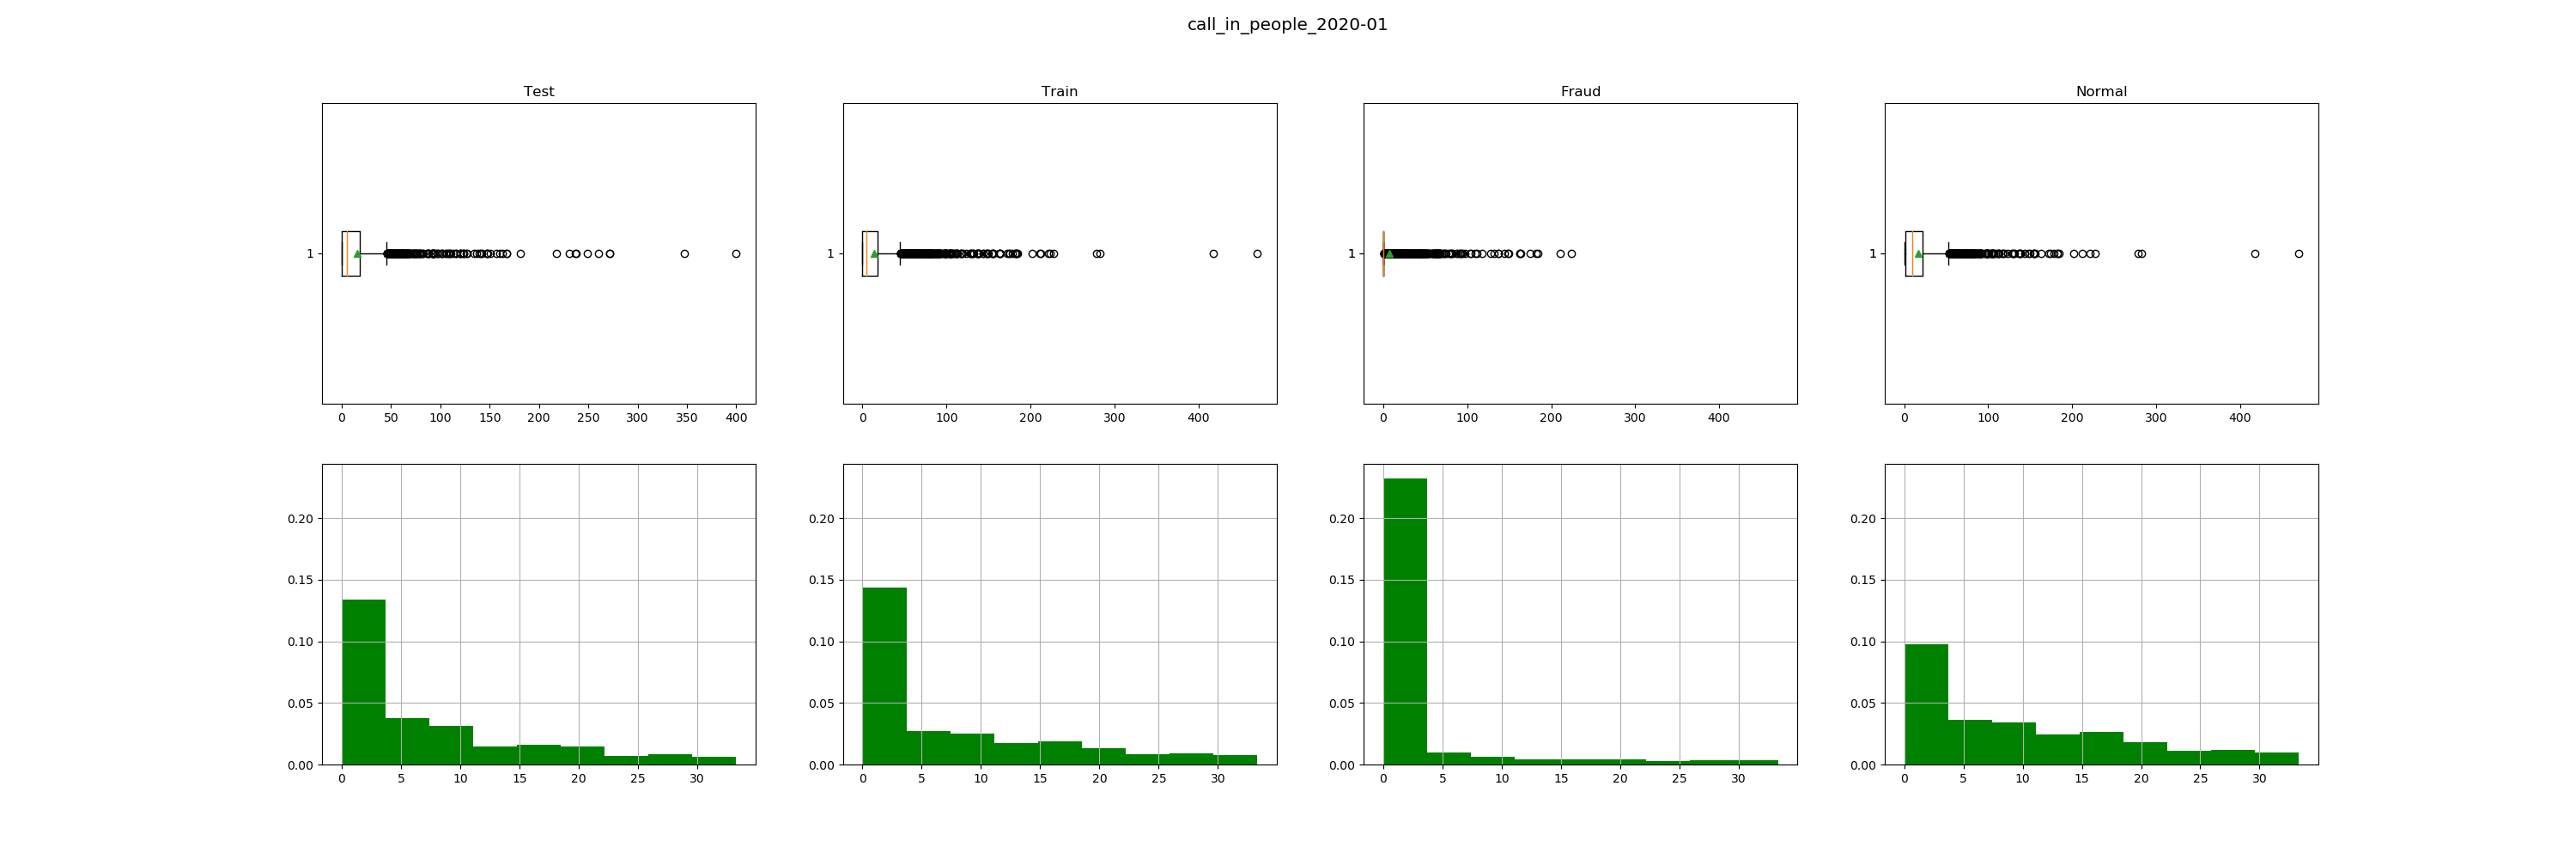 call_in_people_2020-01
Test Train Fraud Normal
1 1 1 1
0 50 100 150 200 250 300 350 400 0 100 200 300 400 0 100 200 300 400 0 100 200 300 400
0.20 0.20 0.20 0.20
0.15 0.15 0.15 0.15
0.10 0.10 0.10 0.10
0.05 0.05 0.05 0.05
0.00 0.00 0.00 0.00
0 5 10 15 20 25 30 0 5 10 15 20 25 30 0 5 10 15 20 25 30 0 5 10 15 20 25 30